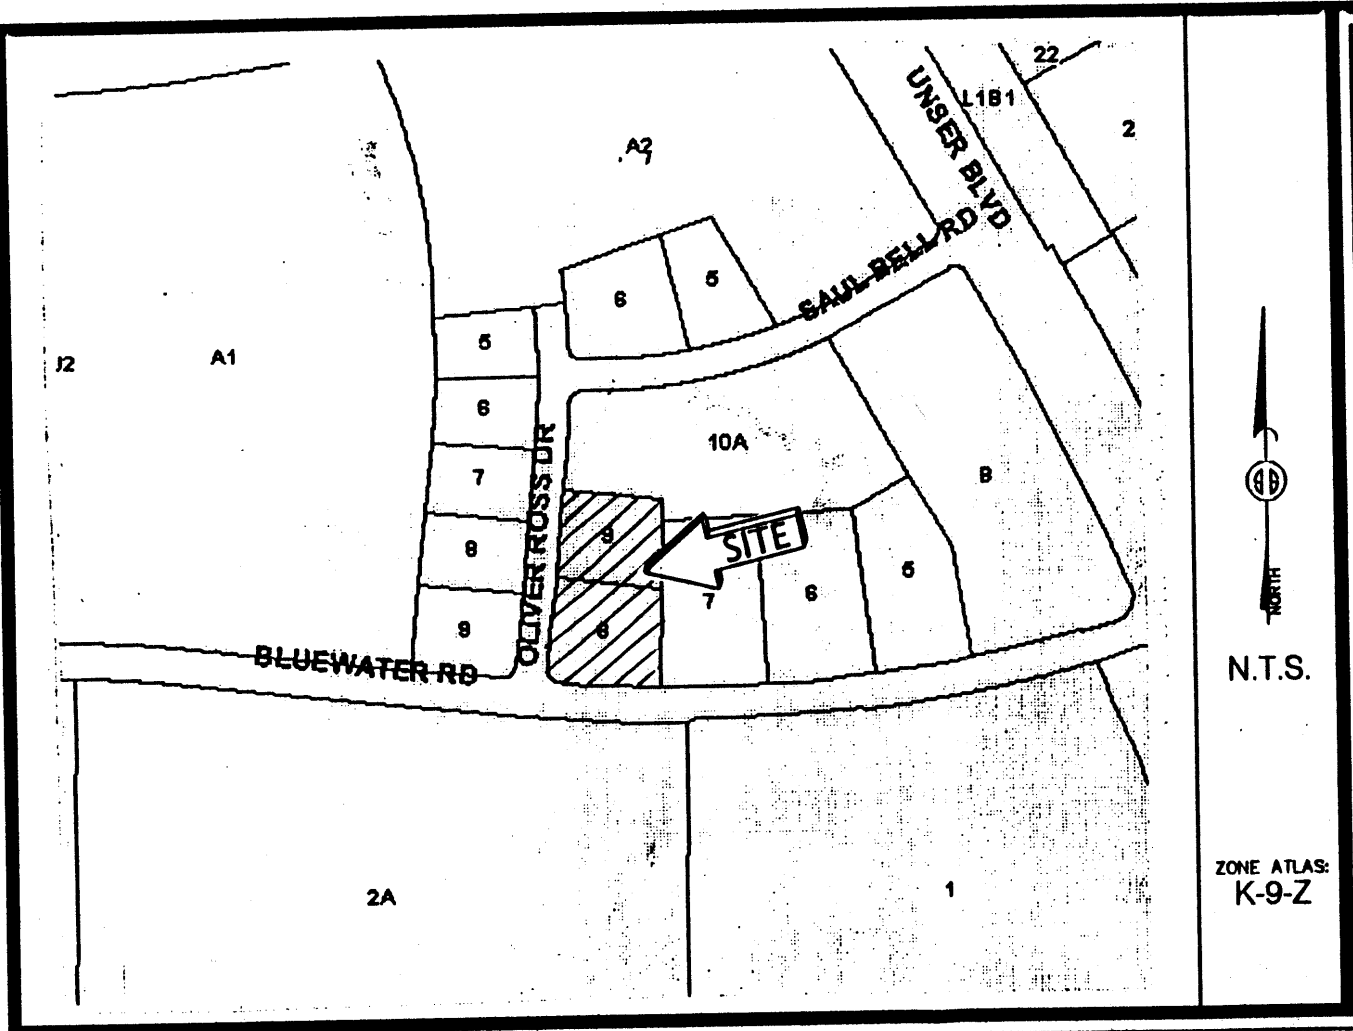 22
L1B1
UNSER BLVD
2
A2
SAUL BELL RD
6
5
5
J2
A1
6
10A
OLIVER ROSS DR
7
B
9
SITE
8
5
6
7
9
BLUEWATER RD
2A
1
NORTH
N.T.S.
ZONE ATLAS:
K-9-Z